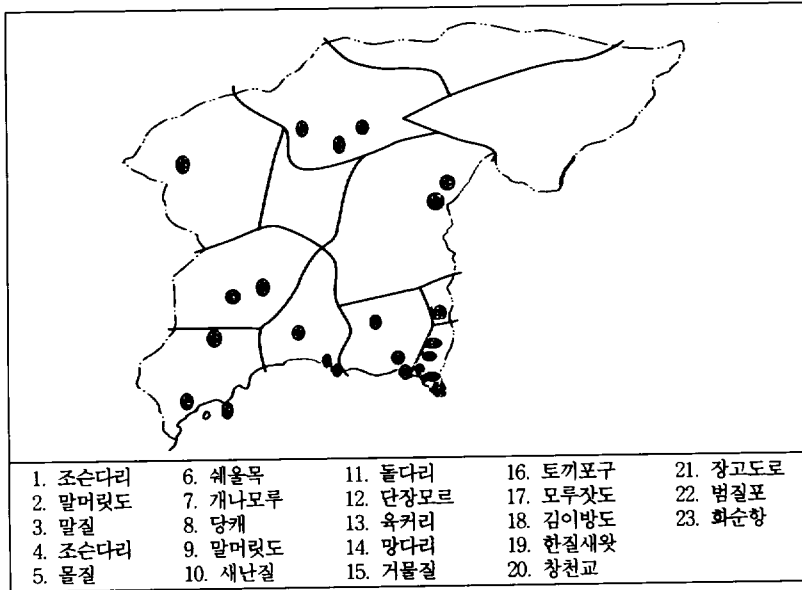 1. 조슨다리
2. 말머릿도
3. 말질
4. 조슨다리
5. 몰질
6. 쉐울목
7. 개나모루
8. 당캐
9. 말머릿도
10. 새난질
11. 돌다리
12. 단장모르
13. 육커리
14. 망다리
15. 거물질
16. 토끼포구
17. 모루잣도
18. 김이방도
19. 한질새왓
20. 창천교
21. 장고도로
22. 범질포
23. 화순항